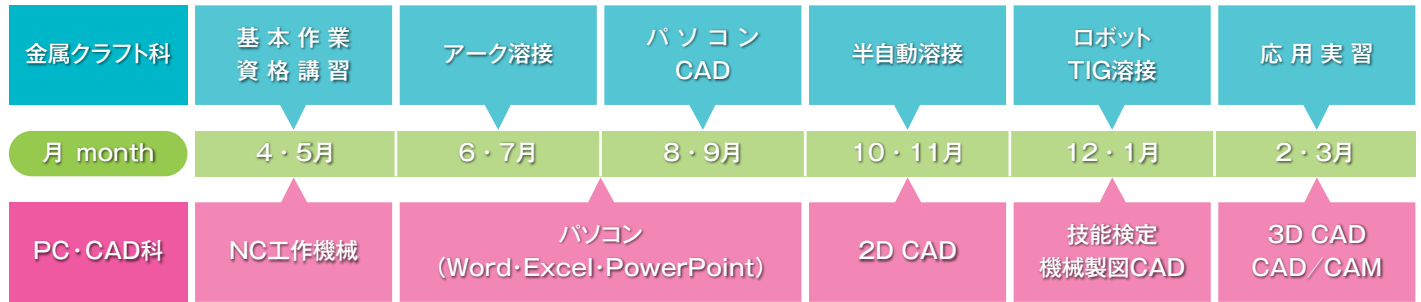 金属クラフト科
基本作業
資格講習
アーク溶接
パソコン
CAD
半自動溶接
ロボット
TIG溶接
応用実習
月 month
4・5月
6・7月
8・9月
10・11月
12・1月
2・3月
PC・CAD科
NC工作機械
パソコン
（Word・Excel・PowerPoint）
2D CAD
技能検定
機械製図CAD
3D CAD
CAD／CAM